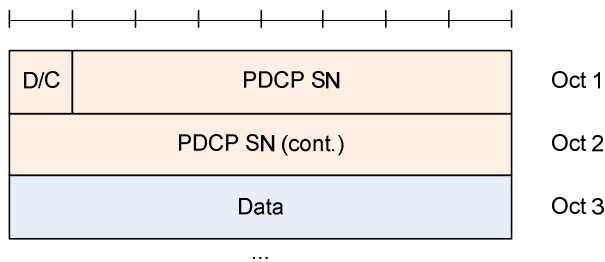 D/C PDCP SN Oct 1
PDCP SN (cont.) Oct 2
Data Oct 3
...